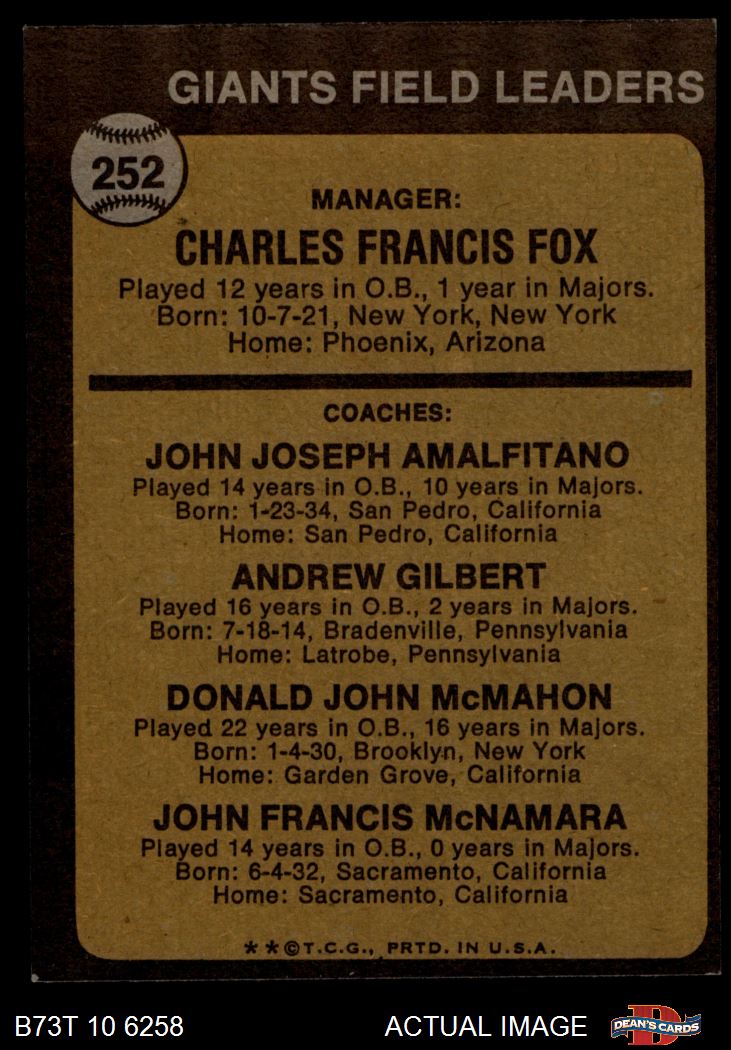 GIANTS FIELD LEADERS
252
MANAGER:
CHARLES FRANCIS FOX
Played 12 years in O.B., 1 year in Majors.
Born: 10-7-21, New York, New York
Home: Phoenix, Arizona
COACHES:
JOHN JOSEPH AMALFITANO
Played 14 years in O.B., 10 years in Majors.
Born: 1-23-34, San Pedro, California
Home: San Pedro, California
ANDREW GILBERT
Played 16 years in O.B., 2 years in Majors.
Born: 7-18-14, Bradenville, Pennsylvania
Home: Latrobe, Pennsylvania
DONALD JOHN McMAHON
Played 22 years in O.B., 16 years in Majors.
Born: 1-4-30, Brooklyn, New York
Home: Garden Grove, California
JOHN FRANCIS McNAMARA
Played 14 years in O.B., 0 years in Majors.
Born: 6-4-32, Sacramento, California
Home: Sacramento, California
**©T.C.G., PRTD. IN U.S.A.
B73T 10 6258 ACTUAL IMAGE
DEAN'S CARDS